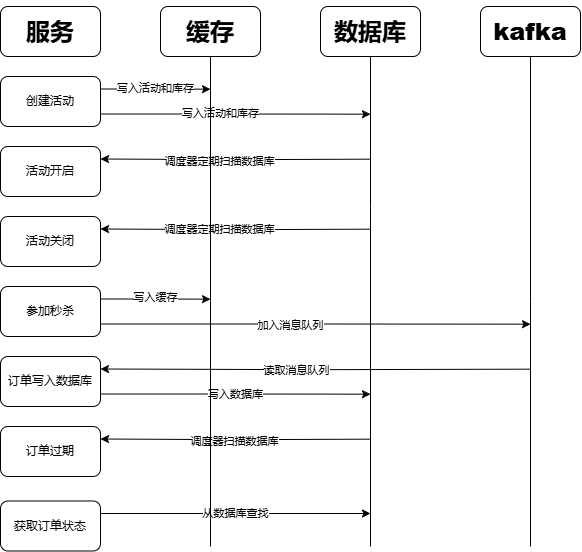 服务
缓存
数据库
kafka
创建活动
写入活动和库存
写入活动和库存
活动开启
调度器定期扫描数据库
活动关闭
调度器定期扫描数据库
参加秒杀
写入缓存
加入消息队列
订单写入数据库
读取消息队列
写入数据库
订单过期
调度器扫描数据库
获取订单状态
从数据库查找